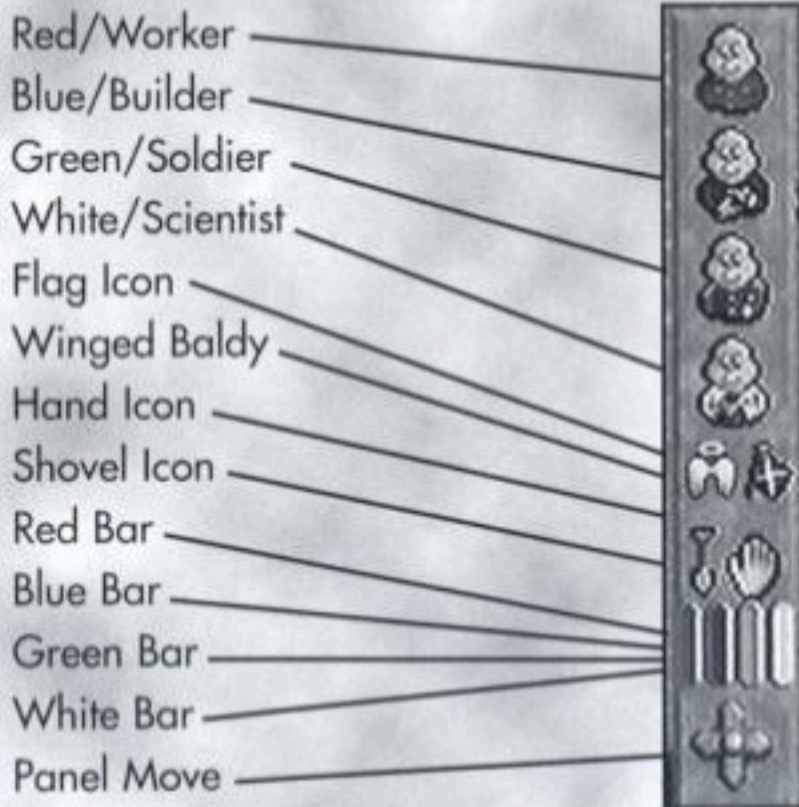 Red/Worker
Blue/Builder
Green/Soldier
White/Scientist
Flag Icon
Winged Baldy
Hand Icon
Shovel Icon
Red Bar
Blue Bar
Green Bar
White Bar
Panel Move